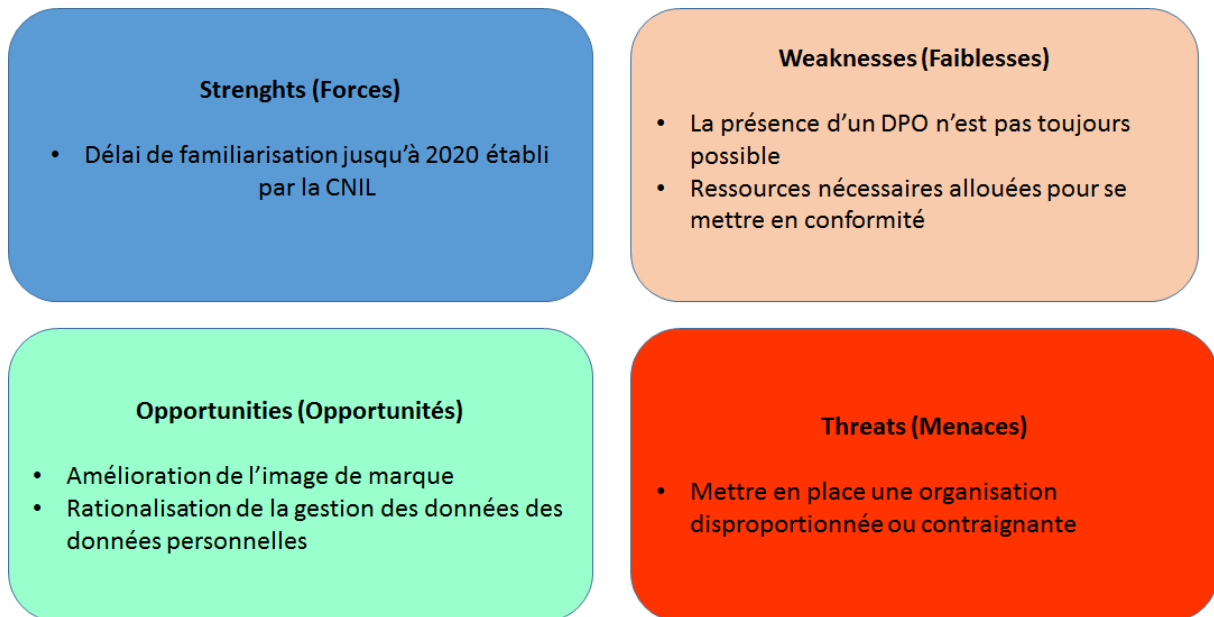 Strenghts (Forces)
• Délai de familiarisation jusqu'à 2020 établi
par la CNIL
Weaknesses (Faiblesses)
• La présence d'un DPO n'est pas toujours
possible
• Ressources nécessaires allouées pour se
mettre en conformité
Opportunities (Opportunités)
• Amélioration de l'image de marque
• Rationalisation de la gestion des données des
données personnelles
Threats (Menaces)
• Mettre en place une organisation
disproportionnée ou contraignante